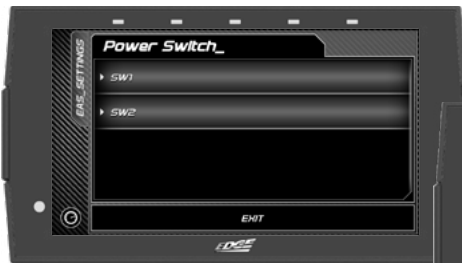 EAS_SETTINGS
Power Switch_
SW1
SW2
EXIT
EDGE